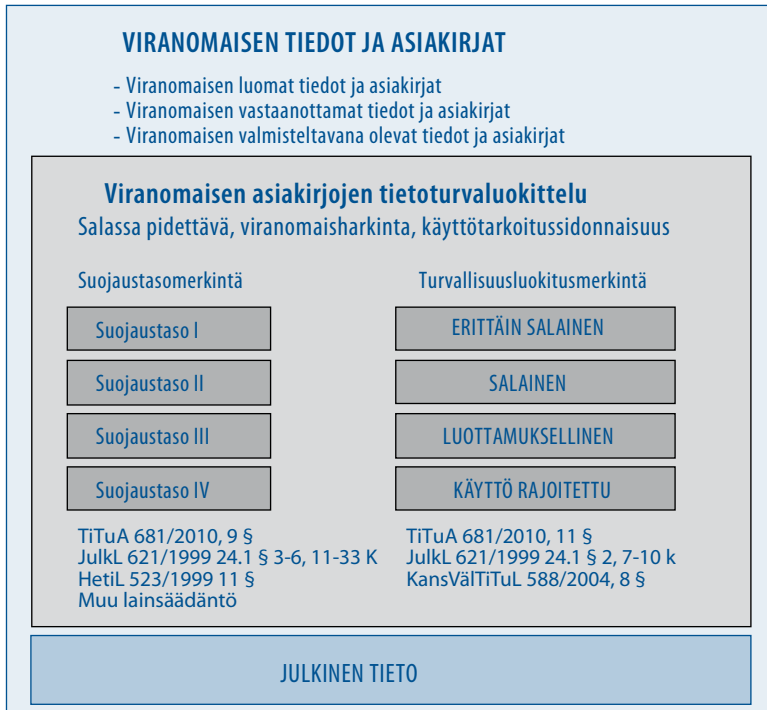 VIRANOMAISEN TIEDOT JA ASIAKIRJAT
- Viranomaisen luomat tiedot ja asiakirjat
- Viranomaisen vastaanottamat tiedot ja asiakirjat
- Viranomaisen valmisteltavana olevat tiedot ja asiakirjat
Viranomaisen asiakirjojen tietoturvaluokittelu
Salassa pidettävä, viranomaisharkinta, käyttötarkoitussidonnaisuus
Suojaustasomerkintä
Suojaustaso I
Suojaustaso II
Suojaustaso III
Suojaustaso IV
TiTuA 681/2010, 9 §
JulkL 621/1999 24.1 § 3-6, 11-33 K
HetiL 523/1999 11 §
Muu lainsäädäntö
Turvallisuusluokitusmerkintä
ERITTÄIN SALAINEN
SALAINEN
LUOTTAMUKSELLINEN
KÄYTTÖ RAJOITETTU
TiTuA 681/2010, 11 §
JulkL 621/1999 24.1 § 2, 7-10 k
KansVälTiTuL 588/2004, 8 §
JULKINEN TIETO